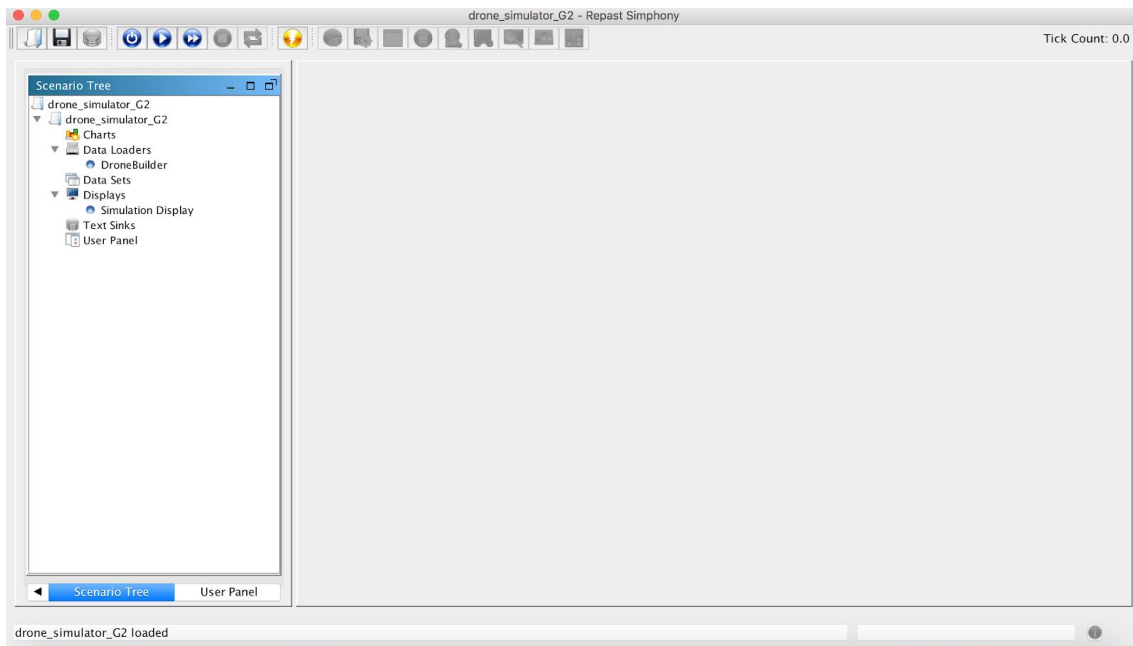 drone_simulator_G2 - Repast Simphony
Tick Count: 0.0
Scenario Tree
drone_simulator_G2
drone_simulator_G2
Charts
Data Loaders
DroneBuilder
Data Sets
Displays
Simulation Display
Text Sinks
User Panel
Scenario Tree
User Panel
drone_simulator_G2 loaded